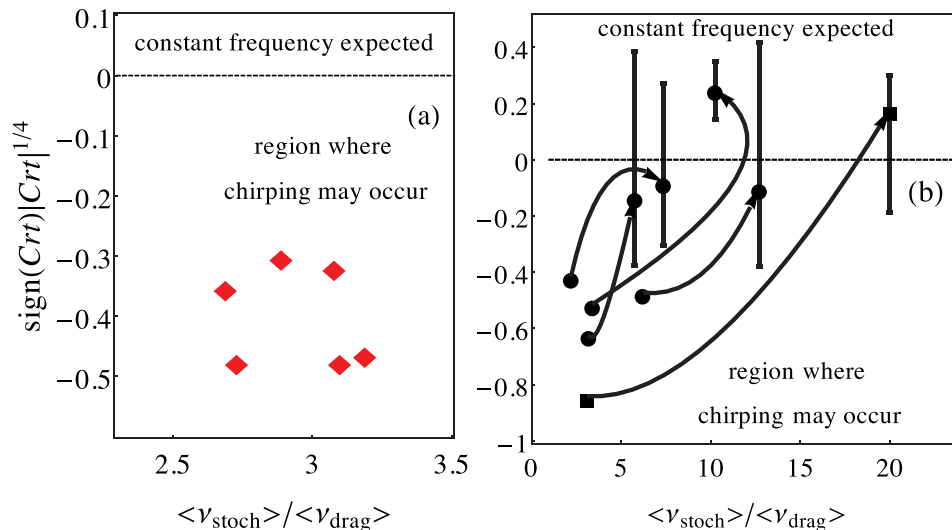 sign(Crt)|Crt|^1/4
0.1
0
−0.1
−0.2
−0.3
−0.4
−0.5
constant frequency expected
(a)
region where
chirping may occur
2.5
3
3.5
<ν_stoch>/<ν_drag>
0.4
0.2
0
−0.2
−0.4
−0.6
−0.8
−1
constant frequency expected
(b)
region where
chirping may occur
0
5
10
15
20
<ν_stoch>/<ν_drag>